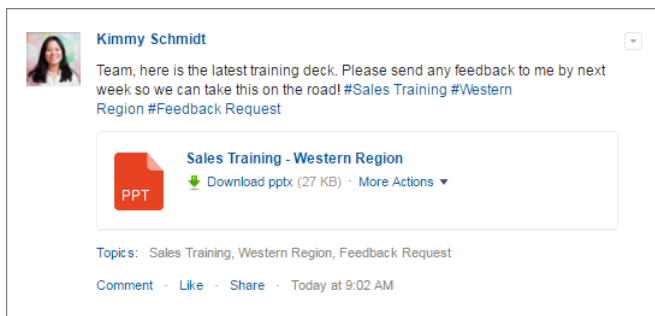 Kimmy Schmidt
Team, here is the latest training deck. Please send any feedback to me by next
week so we can take this on the road! #Sales Training #Western
Region #Feedback Request
PPT
Sales Training - Western Region
Download pptx (27 KB) · More Actions ▼
Topics: Sales Training, Western Region, Feedback Request
Comment · Like · Share · Today at 9:02 AM